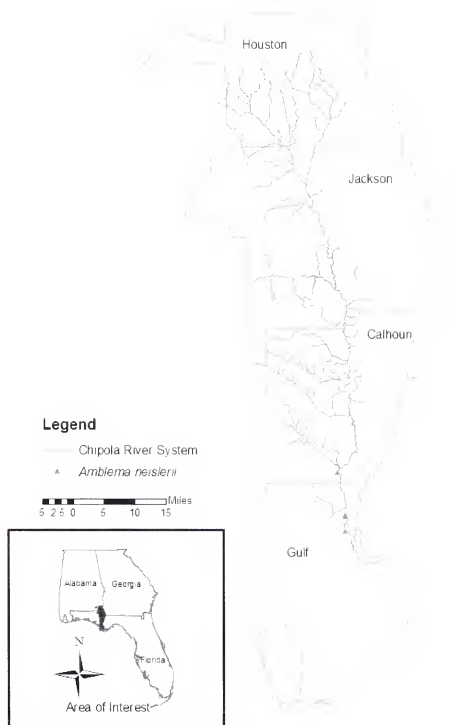 Houston
Jackson
Calhoun
Legend
Chipola River System
Amblema neislerii
Miles
5 2.5 0 5 10 15
Gulf
Alabama
Georgia
N
Florida
Area of Interest